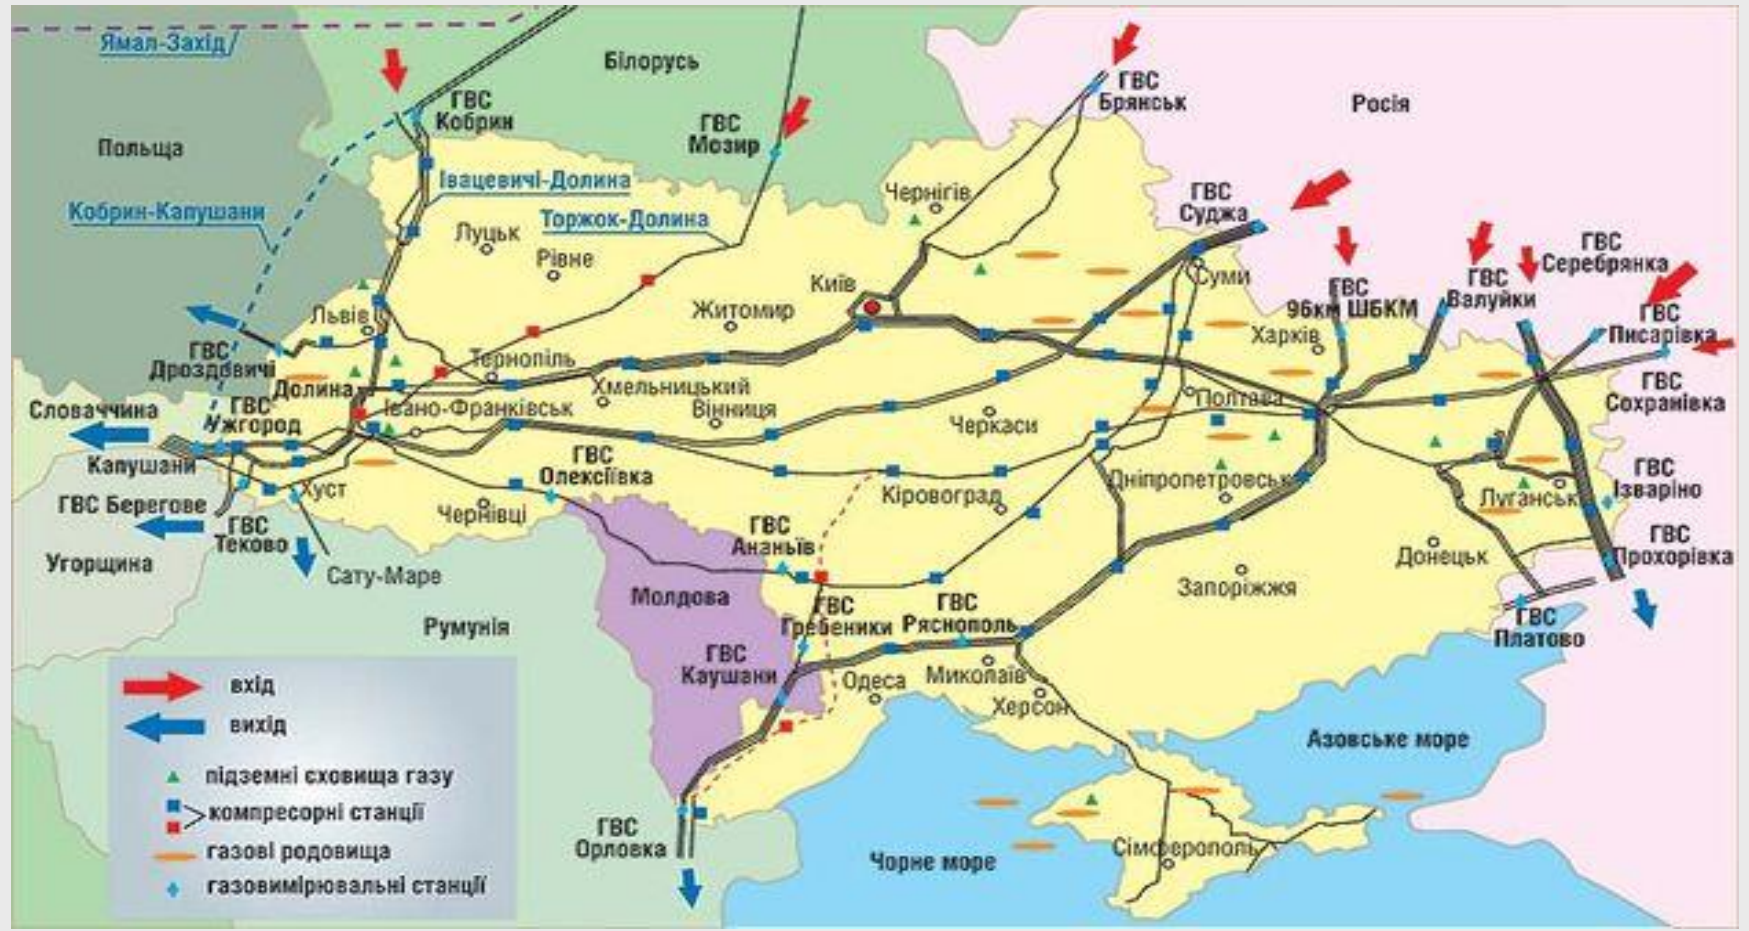 Ямал-Захід
Білорусь
Росія
Польща
ГВС
Кобрин
ГВС
Мозир
ГВС
Брянськ
Івацевичі-Долина
Кобрин-Капушани
Торжок-Долина
Чернігів
ГВС
Суджа
Луцьк
Рівне
Київ
Суми
ГВС
96км ШБКМ
ГВС
Валуйки
ГВС
Серебрянка
ГВС
Писарівка
Львів
Житомир
Харків
ГВС
Дроздовичі
Тернопіль
Долина
Хмельницький
Полтава
ГВС
Сохранівка
Словаччина
ГВС
Ужгород
Івано-Франківськ
Вінниця
Черкаси
Капушани
ГВС
Олексіївка
Дніпропетровськ
ГВС
Ізваріно
ГВС Берегове
Хуст
Чернівці
Кіровоград
Луганськ
ГВС
Теково
ГВС
Ананьїв
Донецьк
ГВС
Прохорівка
Угорщина
Сату-Маре
Молдова
Запоріжжя
Румунія
ГВС
Гребеники
ГВС
Ряснополь
ГВС
Платово
ГВС
Каушани
Одеса
Миколаїв
Херсон
вхід
вихід
підземні сховища газу
компресорні станції
газові родовища
газовимірювальні станції
Азовське море
ГВС
Орловка
Чорне море
Сімферополь